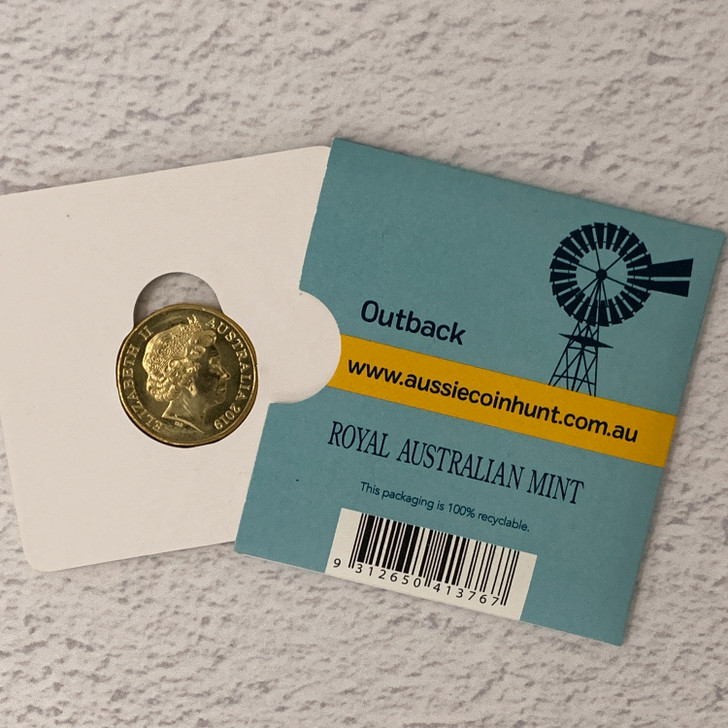 ELIZABETH II AUSTRALIA 2019
Outback
www.aussiecoinhunt.com.au
ROYAL AUSTRALIAN MINT
This packaging is 100% recyclable.
9 312650 413767